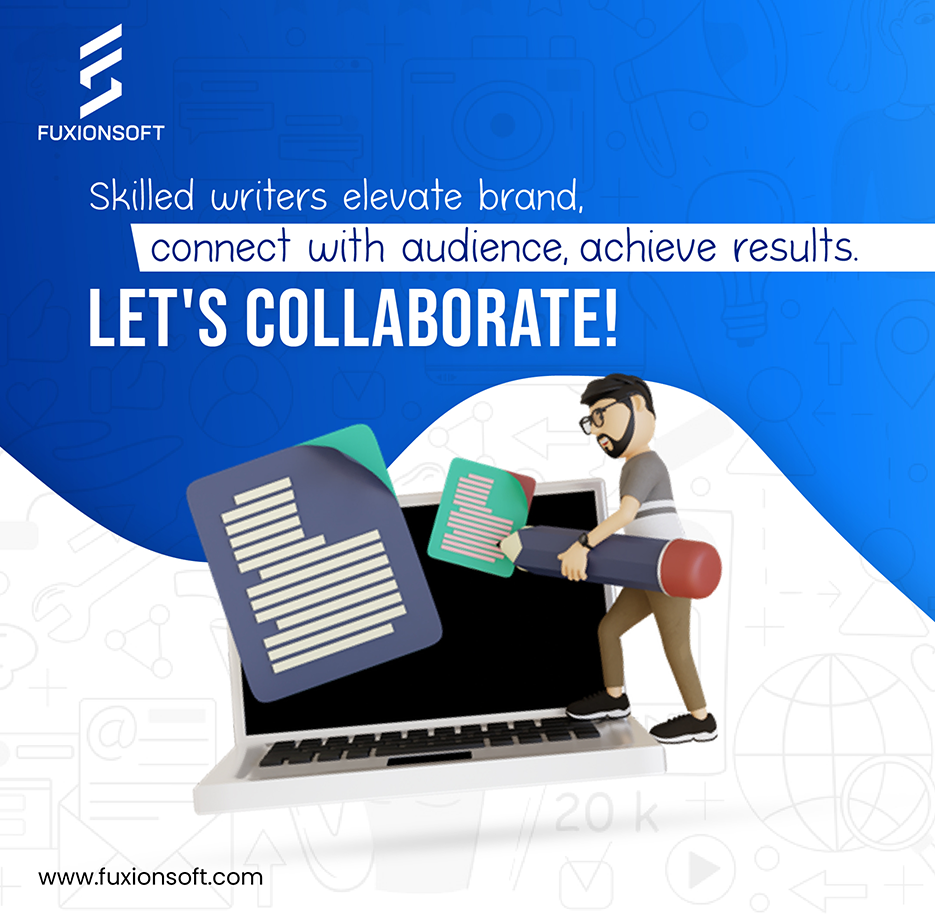 FUXIONSOFT
Skilled writers elevate brand,
connect with audience, achieve results.
LET'S COLLABORATE!
@
20 k
www.fuxionsoft.com